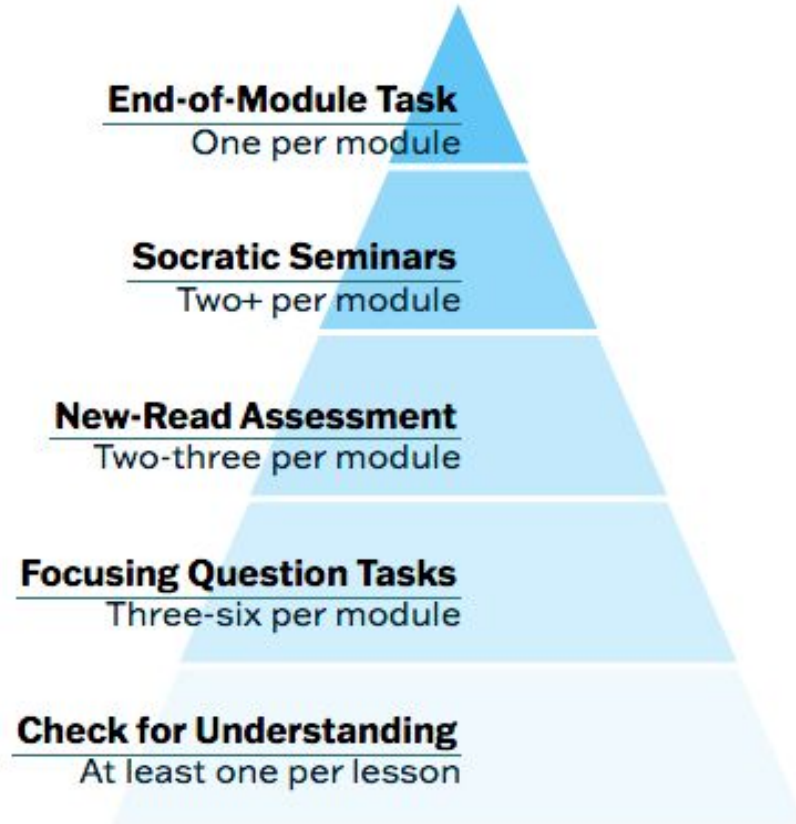 End-of-Module Task
One per module
Socratic Seminars
Two+ per module
New-Read Assessment
Two-three per module
Focusing Question Tasks
Three-six per module
Check for Understanding
At least one per lesson